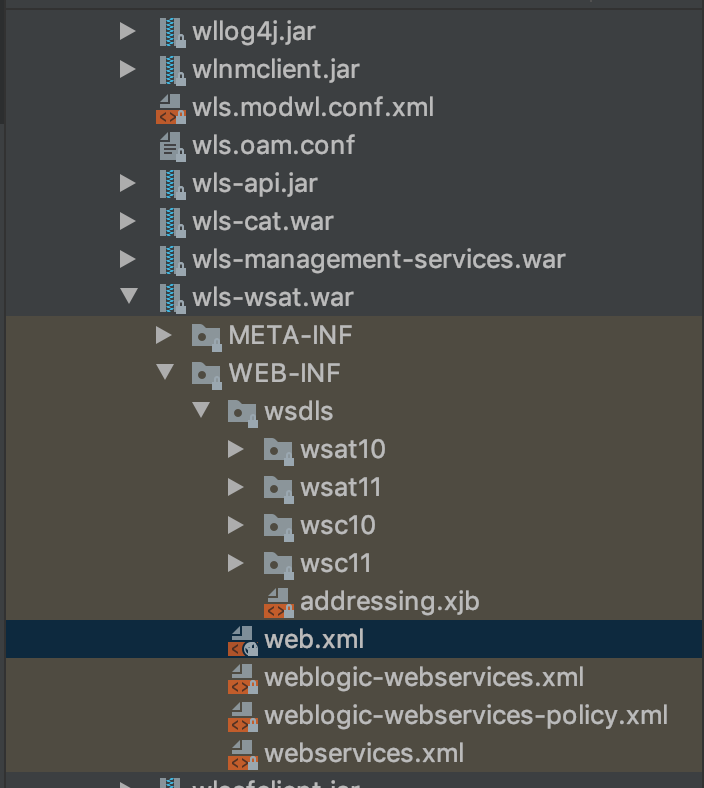 wllog4j.jar
wlnmclient.jar
wls.modwl.conf.xml
wls.oam.conf
wls-api.jar
wls-cat.war
wls-management-services.war
wls-wsat.war
META-INF
WEB-INF
wsdls
wsat10
wsat11
wsc10
wsc11
addressing.xjb
web.xml
weblogic-webservices.xml
weblogic-webservices-policy.xml
webservices.xml